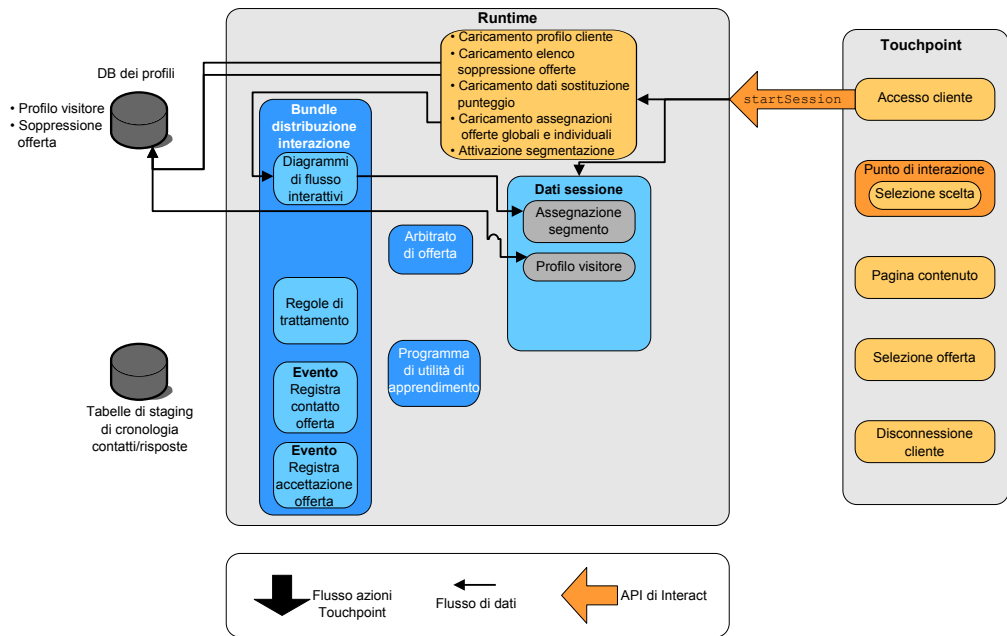 Runtime
• Caricamento profilo cliente
• Caricamento elenco
soppressione offerte
• Caricamento dati sostituzione
punteggio
• Caricamento assegnazioni
offerte globali e individuali
• Attivazione segmentazione
DB dei profili
• Profilo visitore
• Soppressione
offerta
Bundle
distribuzione
interazione
Diagrammi
di flusso
interattivi
Regole di
trattamento
Evento
Registra
contatto
offerta
Evento
Registra
accettazione
offerta
Arbitrato
di offerta
Programma
di utilità di
apprendimento
Dati sessione
Assegnazione
segmento
Profilo visitore
startSession
Touchpoint
Accesso cliente
Punto di interazione
Selezione scelta
Pagina contenuto
Selezione offerta
Disconnessione
cliente
Tabelle di staging
di cronologia
contatti/risposte
Flusso azioni
Touchpoint
Flusso di dati
API di Interact